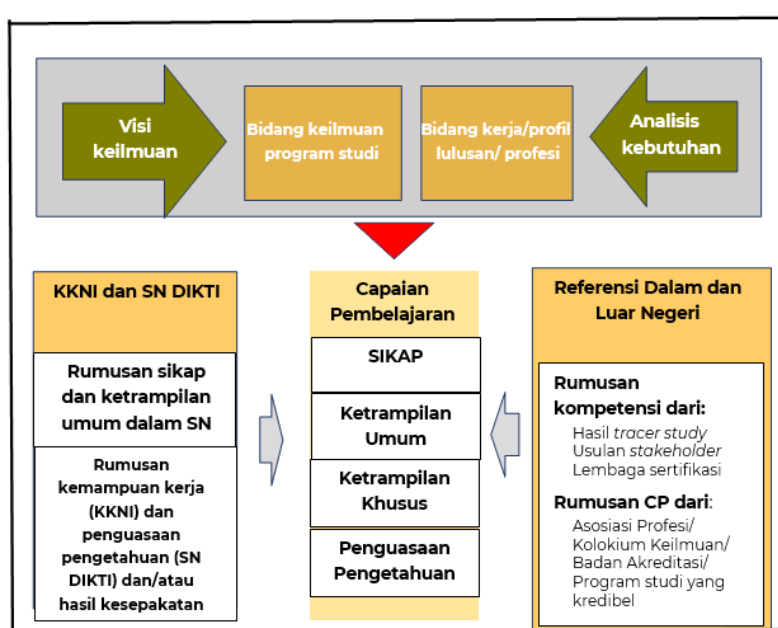 Visi
keilmuan
Bidang keilmuan
program studi
Bidang kerja/profil
lulusan/ profesi
Analisis
kebutuhan
KKNI dan SN DIKTI
Rumusan sikap
dan ketrampilan
umum dalam SN
Rumusan
kemampuan kerja
(KKNI) dan
penguasaan
pengetahuan (SN
DIKTI) dan/atau
hasil kesepakatan
Capaian
Pembelajaran
SIKAP
Ketrampilan
Umum
Ketrampilan
Khusus
Penguasaan
Pengetahuan
Referensi Dalam dan
Luar Negeri
Rumusan
kompetensi dari:
Hasil tracer study
Usulan stakeholder
Lembaga sertifikasi
Rumusan CP dari:
Asosiasi Profesi/
Kolokium Keilmuan/
Badan Akreditasi/
Program studi yang
kredibel